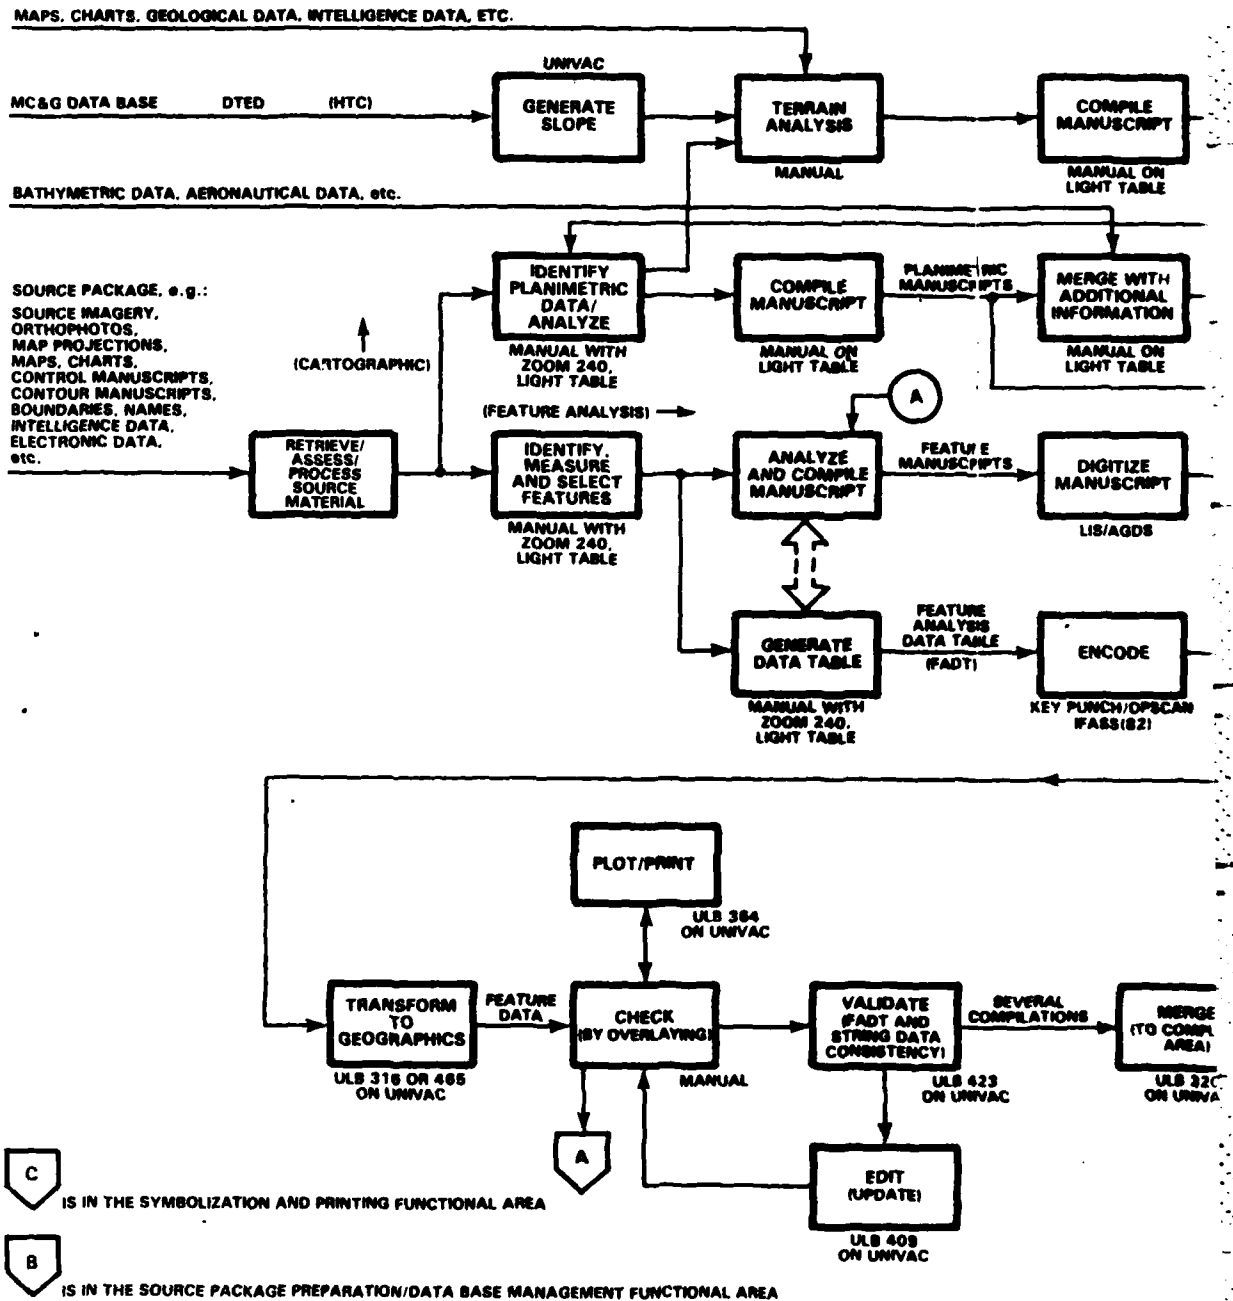 MAPS, CHARTS, GEOLOGICAL DATA, INTELLIGENCE DATA, ETC.
UNIVAC
MC&G DATA BASE DTED (HTC)
GENERATE
SLOPE
TERRAIN
ANALYSIS
MANUAL
COMPILE
MANUSCRIPT
MANUAL ON
LIGHT TABLE
BATHYMETRIC DATA, AERONAUTICAL DATA, etc.
SOURCE PACKAGE, e.g.:
SOURCE IMAGERY,
ORTHOPHOTOS,
MAP PROJECTIONS,
MAPS, CHARTS,
CONTROL MANUSCRIPTS,
CONTOUR MANUSCRIPTS,
BOUNDARIES, NAMES,
INTELLIGENCE DATA,
ELECTRONIC DATA,
etc.
(CARTOGRAPHIC)
IDENTIFY
PLANIMETRIC
DATA/
ANALYZE
MANUAL WITH
ZOOM 240,
LIGHT TABLE
COMPILE
MANUSCRIPT
MANUAL ON
LIGHT TABLE
PLANIMETRIC
MANUSCRIPTS
MERGE WITH
ADDITIONAL
INFORMATION
MANUAL ON
LIGHT TABLE
(FEATURE ANALYSIS)
A
RETRIEVE/
ASSESS/
PROCESS
SOURCE
MATERIAL
IDENTIFY,
MEASURE
AND SELECT
FEATURES
MANUAL WITH
ZOOM 240,
LIGHT TABLE
ANALYZE
AND COMPILE
MANUSCRIPT
FEATURE
MANUSCRIPTS
DIGITIZE
MANUSCRIPT
LIS/AGDS
GENERATE
DATA TABLE
MANUAL WITH
ZOOM 240,
LIGHT TABLE
FEATURE
ANALYSIS
DATA TABLE
(FADT)
ENCODE
KEY PUNCH/OPSCAN
IFASS(82)
PLOT/PRINT
ULB 364
ON UNIVAC
TRANSFORM
TO
GEOGRAPHICS
ULB 316 OR 465
ON UNIVAC
FEATURE
DATA
CHECK
(BY OVERLAYING)
MANUAL
VALIDATE
(FADT AND
STRING DATA
CONSISTENCY)
ULB 423
ON UNIVAC
SEVERAL
COMPILATIONS
MERGE
(TO COMPL
AREA)
ULB 32
ON UNIVA
A
EDIT
(UPDATE)
ULB 409
ON UNIVAC
C
IS IN THE SYMBOLIZATION AND PRINTING FUNCTIONAL AREA
B
IS IN THE SOURCE PACKAGE PREPARATION/DATA BASE MANAGEMENT FUNCTIONAL AREA